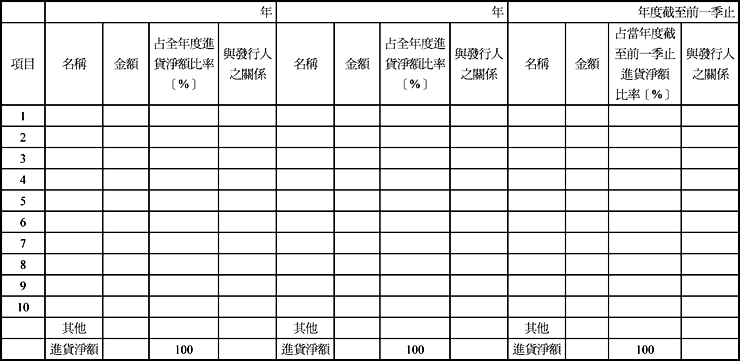 年 年 年度截至前一季止
項目 名稱 金額 占全年度進貨淨額比率〔%〕 與發行人之關係 名稱 金額 占全年度進貨淨額比率〔%〕 與發行人之關係 名稱 金額 占當年度截至前一季止進貨淨額比率〔%〕 與發行人之關係
1
2
3
4
5
6
7
8
9
10
其他 其他 其他
進貨淨額 100 進貨淨額 100 進貨淨額 100